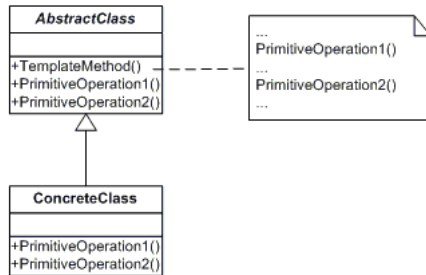 AbstractClass
+TemplateMethod()
+PrimitiveOperation1()
+PrimitiveOperation2()
...
PrimitiveOperation1()
...
PrimitiveOperation2()
...
ConcreteClass
+PrimitiveOperation1()
+PrimitiveOperation2()